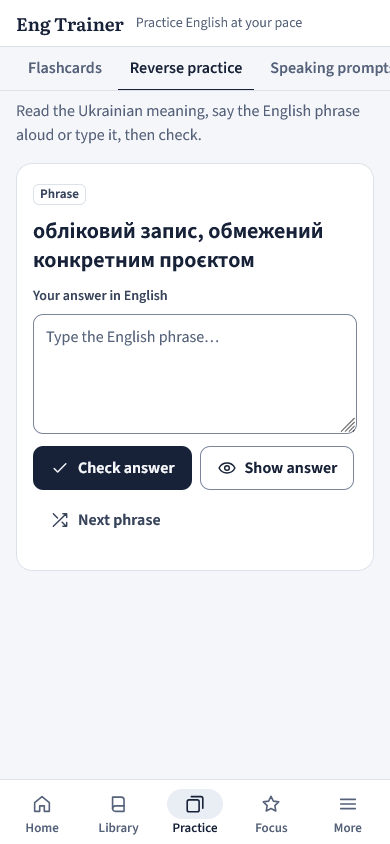 Eng Trainer Practice English at your pace
Flashcards Reverse practice Speaking prompts
Read the Ukrainian meaning, say the English phrase
aloud or type it, then check.
Phrase
обліковий запис, обмежений
конкретним проєктом
Your answer in English
Type the English phrase…
Check answer Show answer
Next phrase
Home Library Practice Focus More